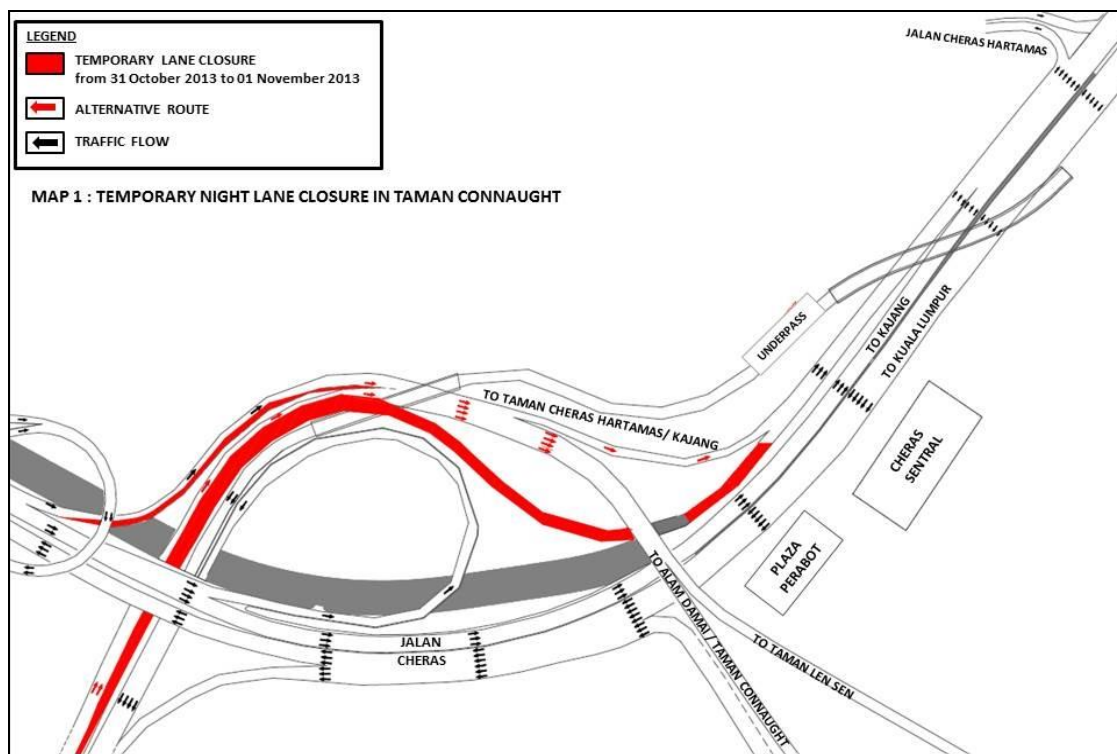 LEGEND
TEMPORARY LANE CLOSURE
from 31 October 2013 to 01 November 2013
ALTERNATIVE ROUTE
TRAFFIC FLOW
MAP 1 : TEMPORARY NIGHT LANE CLOSURE IN TAMAN CONNAUGHT
JALAN CHERAS HARTAMAS
UNDERPASS
TO KAJANG
TO KUALA LUMPUR
TO TAMAN CHERAS HARTAMAS/ KAJANG
CHERAS
SENTRAL
PLAZA
PERABOT
JALAN
CHERAS
TO ALAM DAMAI / TAMAN CONNAUGHT
TO TAMAN LEN SEN